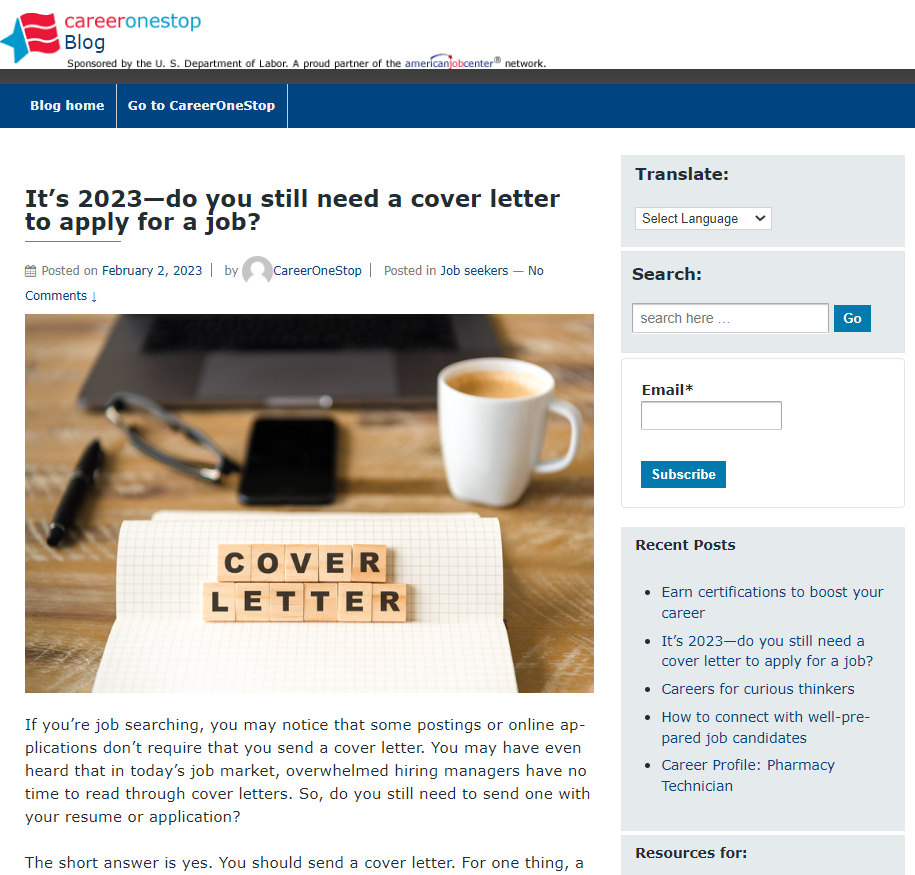 careeronestop
Blog
Sponsored by the U. S. Department of Labor. A proud partner of the americanjobcenter® network.
Blog home
Go to CareerOneStop
It’s 2023—do you still need a cover letter
to apply for a job?
Posted on February 2, 2023 | by CareerOneStop | Posted in Job seekers — No
Comments ↓
COVER
LETTER
If you’re job searching, you may notice that some postings or online ap-
plications don’t require that you send a cover letter. You may have even
heard that in today’s job market, overwhelmed hiring managers have no
time to read through cover letters. So, do you still need to send one with
your resume or application?
The short answer is yes. You should send a cover letter. For one thing, a
Translate:
Select Language
Search:
search here …
Go
Email*
Subscribe
Recent Posts
Earn certifications to boost your
career
It’s 2023—do you still need a
cover letter to apply for a job?
Careers for curious thinkers
How to connect with well-pre-
pared job candidates
Career Profile: Pharmacy
Technician
Resources for: